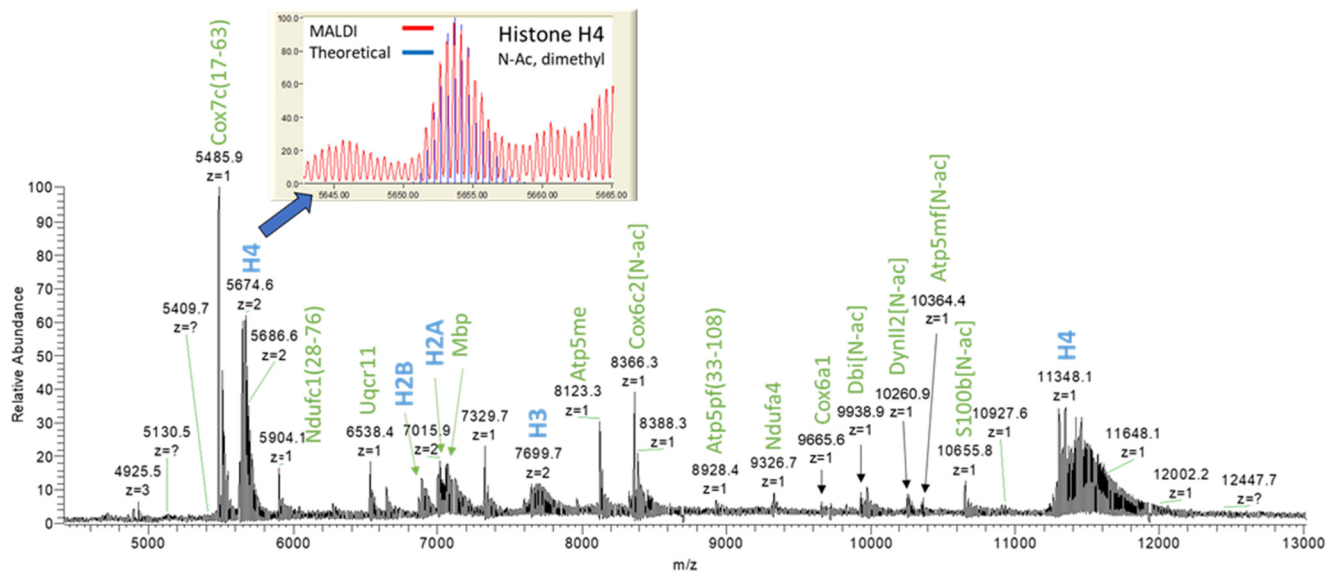 MALDI
Theoretical
Histone H4
N-Ac, dimethyl
100.0
80.0
60.0
40.0
20.0
0.0
5645.00
5650.00
5655.00
5660.00
5665.00
Relative Abundance
100
90
80
70
60
50
40
30
20
10
0
4925.5
z=3
5130.5
z=?
5409.7
z=?
Cox7c(17-63)
5485.9
z=1
H4
5674.6
z=2
5686.6
z=2
5904.1
z=1
Ndufc1(28-76)
Uqcr11
6538.4
z=1
H2B
H2A
Mbp
7015.9
z=2
7329.7
z=1
H3
7699.7
z=2
Atp5me
8123.3
z=1
Cox6c2[N-ac]
8366.3
z=1
8388.3
z=1
Atp5pf(33-108)
8928.4
z=1
Ndufa4
9326.7
z=1
Cox6a1
9665.6
z=1
Dbi[N-ac]
9938.9
z=1
Dynll2[N-ac]
10260.9
z=1
Atp5mf[N-ac]
10364.4
z=1
S100b[N-ac]
10655.8
z=1
10927.6
z=1
H4
11348.1
z=1
11648.1
z=1
12002.2
z=1
12447.7
z=?
5000
6000
7000
8000
9000
10000
11000
12000
13000
m/z